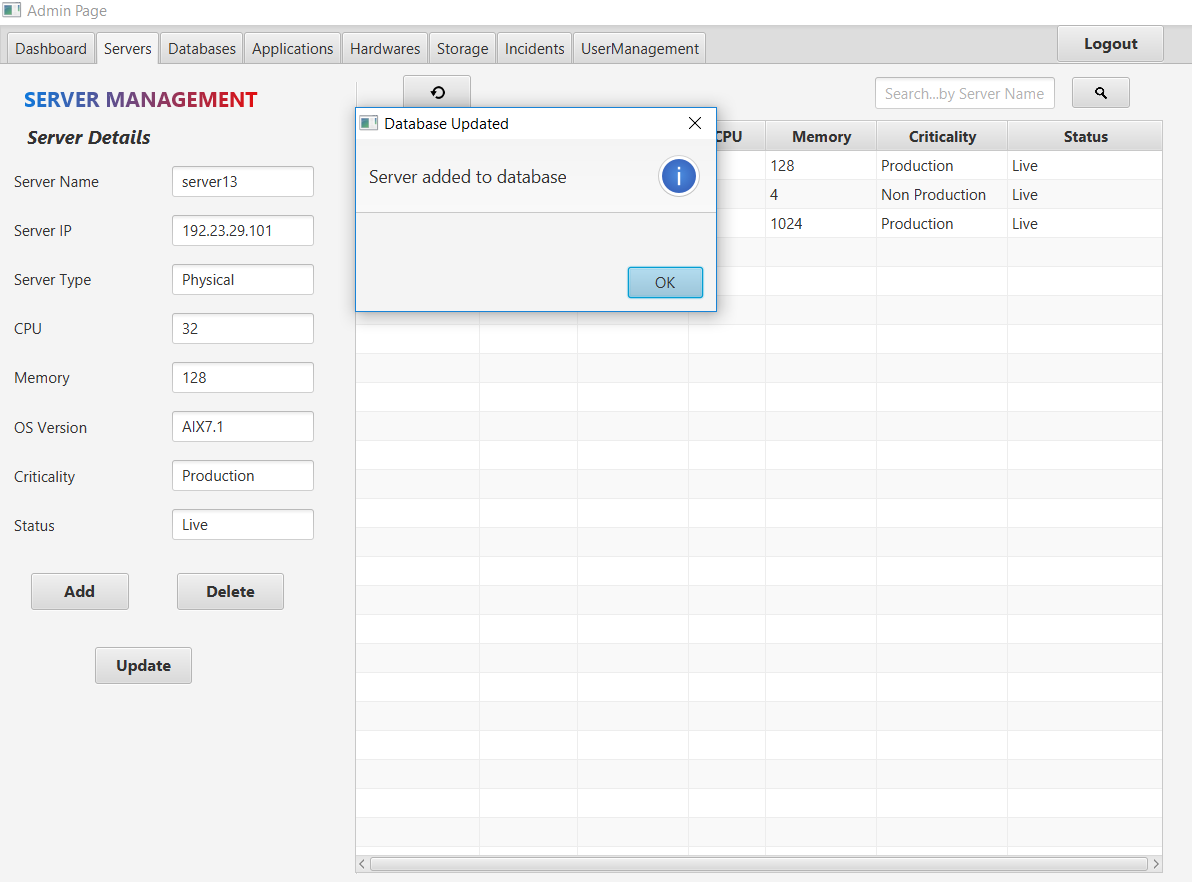 Admin Page
Dashboard Servers Databases Applications Hardwares Storage Incidents UserManagement Logout
SERVER MANAGEMENT
Server Details
Server Name server13
Server IP 192.23.29.101
Server Type Physical
CPU 32
Memory 128
OS Version AIX7.1
Criticality Production
Status Live
Add Delete
Update
Search...by Server Name
Database Updated
Server added to database
OK
CPU Memory Criticality Status
128 Production Live
4 Non Production Live
1024 Production Live